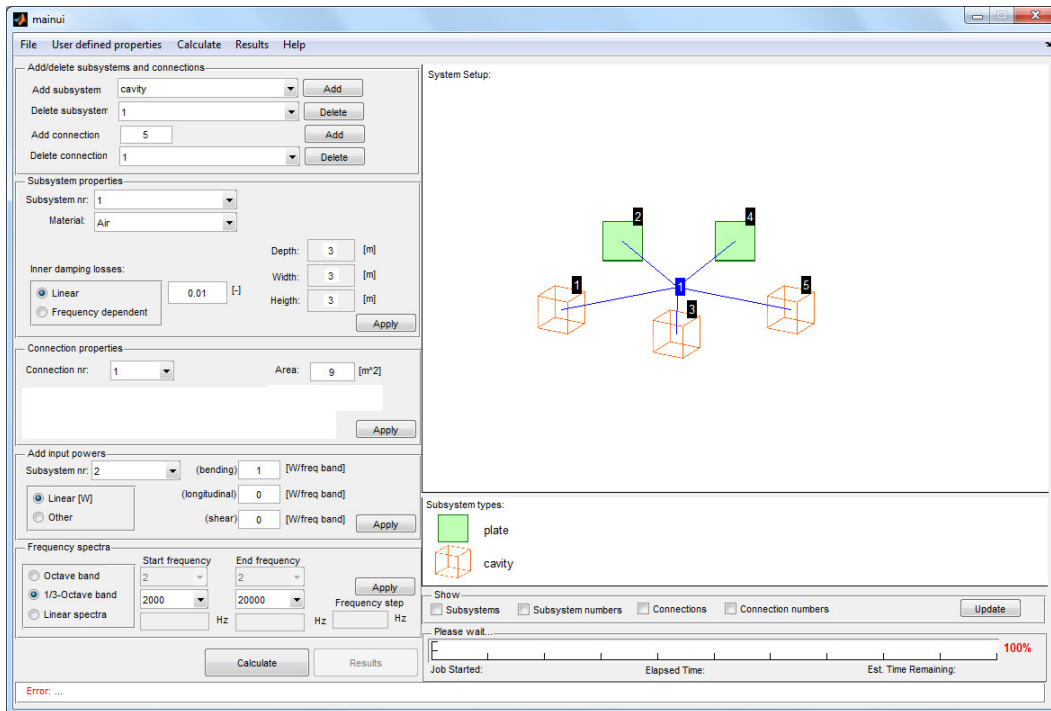 mainui
File User defined properties Calculate Results Help
Add/delete subsystems and connections
Add subsystem cavity Add
Delete subsystem 1 Delete
Add connection 5 Add
Delete connection 1 Delete
Subsystem properties
Subsystem nr: 1
Material: Air
Depth: 3 [m]
Inner damping losses:
Width: 3 [m]
Linear 0.01 [-]
Heigth: 3 [m]
Frequency dependent
Apply
Connection properties
Connection nr: 1 Area: 9 [m^2]
Apply
Add input powers
Subsystem nr: 2 (bending) 1 [W/freq band]
Linear [W] (longitudinal) 0 [W/freq band]
Other (shear) 0 [W/freq band] Apply
Frequency spectra
Start frequency End frequency
Octave band 2 2
Apply
1/3-Octave band 2000 20000
Frequency step
Linear spectra Hz Hz Hz
Calculate Results
Error: ...
System Setup:
2 4
1 1 5
3
Subsystem types:
plate
cavity
Show
Subsystems Subsystem numbers Connections Connection numbers Update
Please wait...
100%
Job Started: Elapsed Time: Est. Time Remaining: